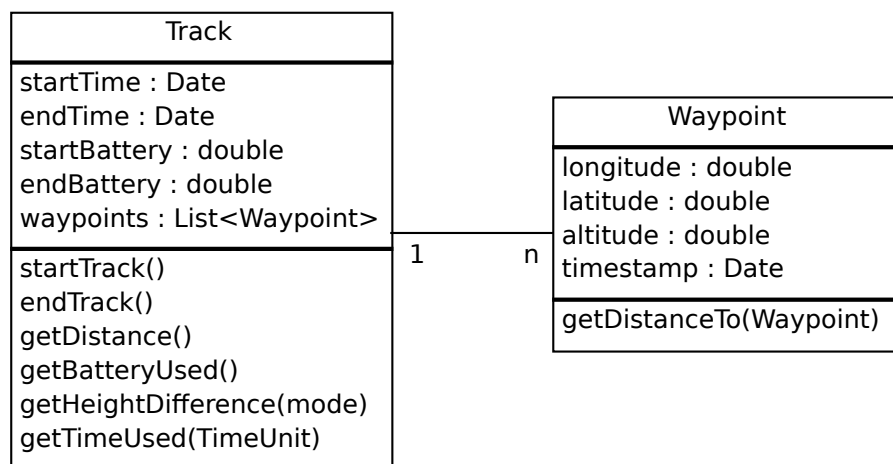 Track
startTime : Date
endTime : Date
startBattery : double
endBattery : double
waypoints : List<Waypoint>
startTrack()
endTrack()
getDistance()
getBatteryUsed()
getHeightDifference(mode)
getTimeUsed(TimeUnit)
1
n
Waypoint
longitude : double
latitude : double
altitude : double
timestamp : Date
getDistanceTo(Waypoint)